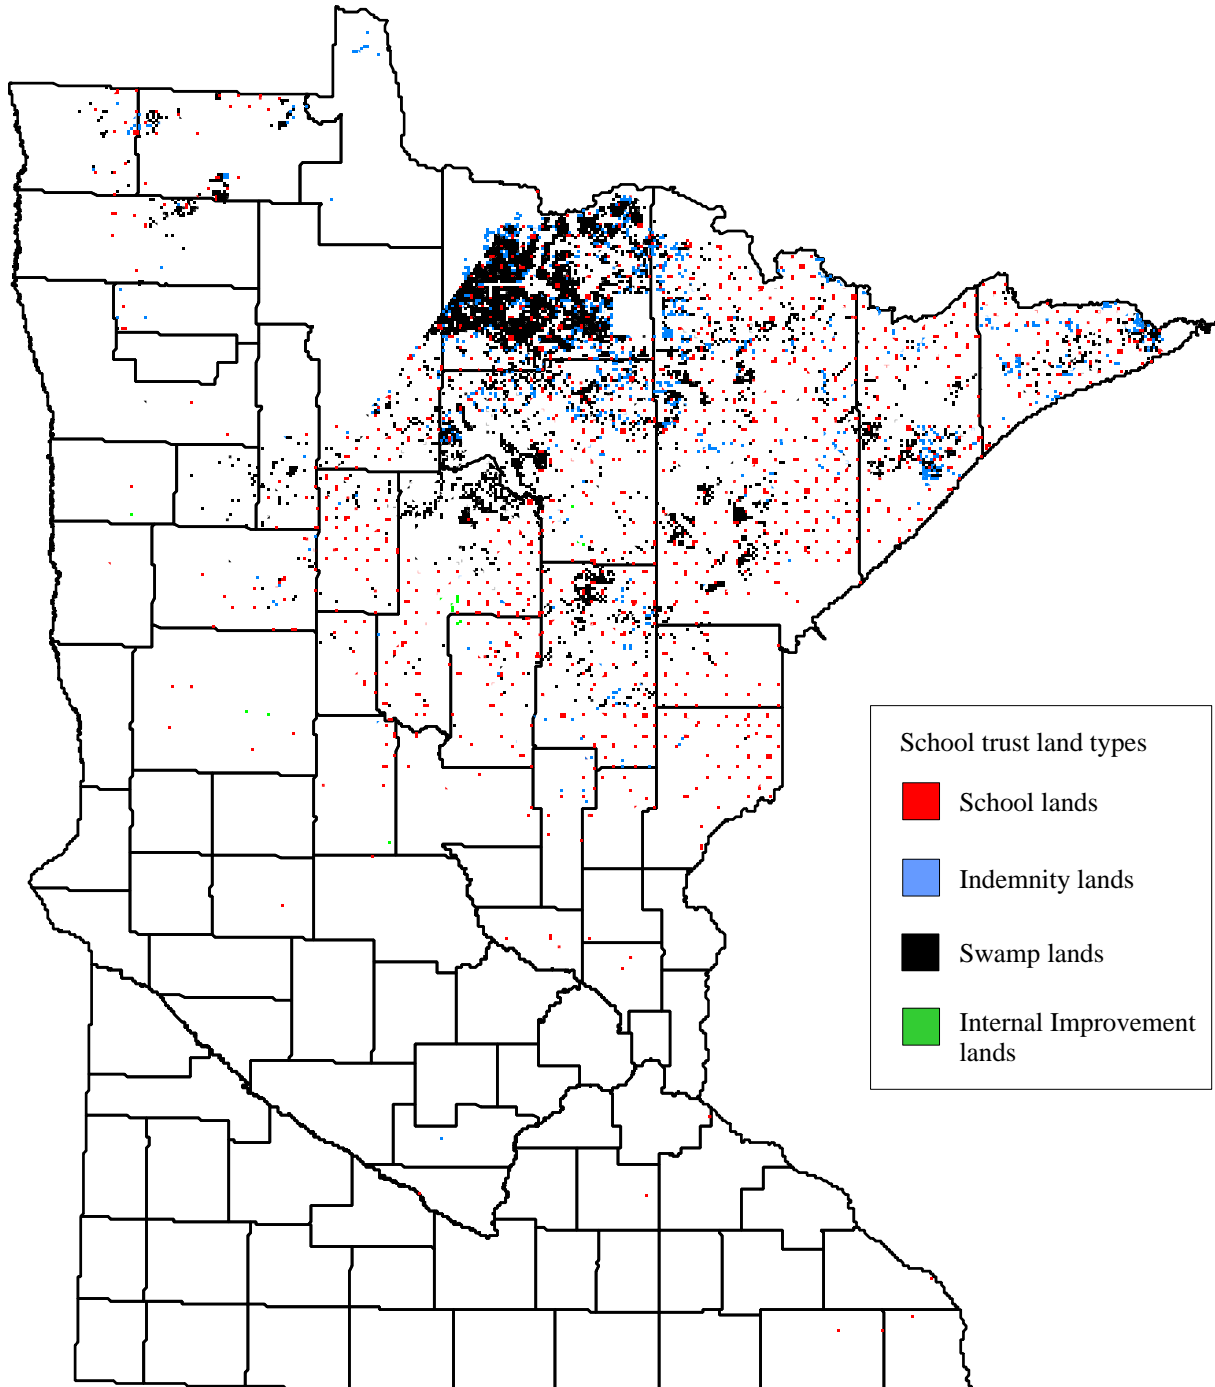 School trust land types
School lands
Indemnity lands
Swamp lands
Internal Improvement
lands